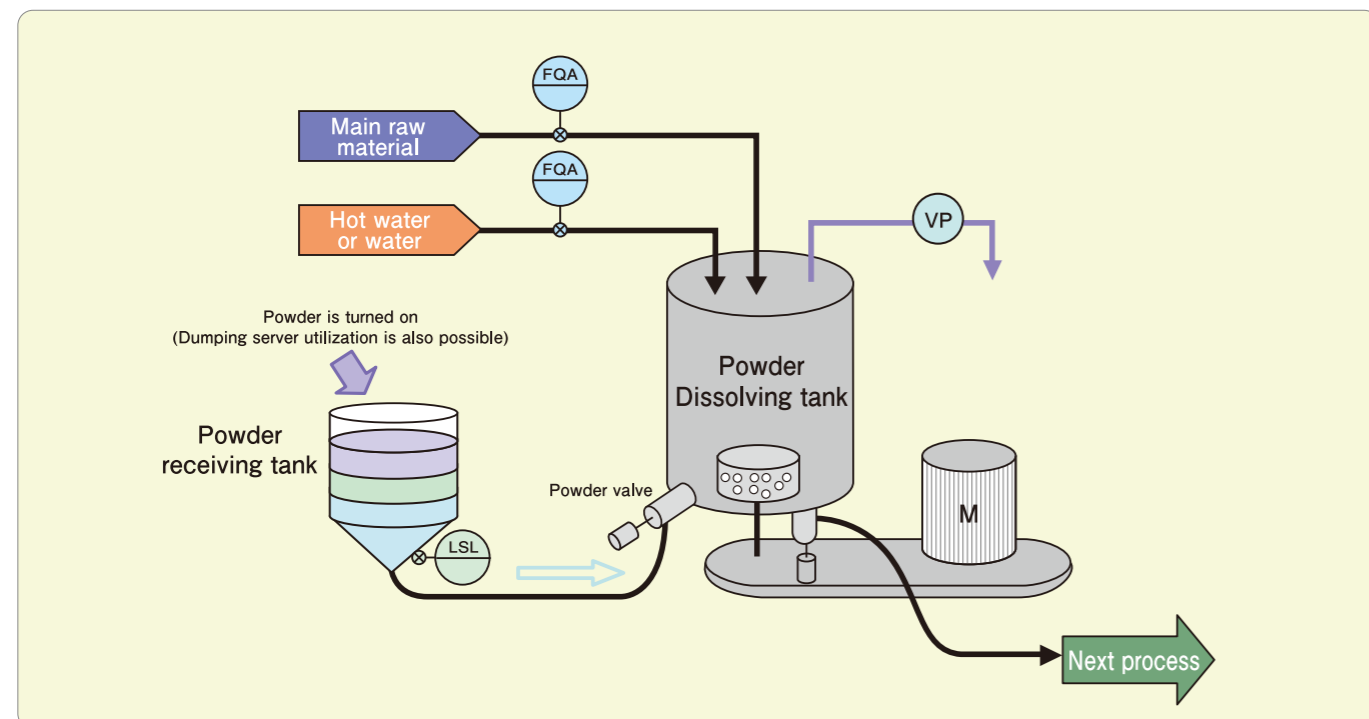 FQA
Main raw
material
FQA
Hot water
or water
VP
Powder is turned on
(Dumping server utilization is also possible)
Powder
Dissolving tank
Powder
receiving tank
Powder valve
M
LSL
Next process